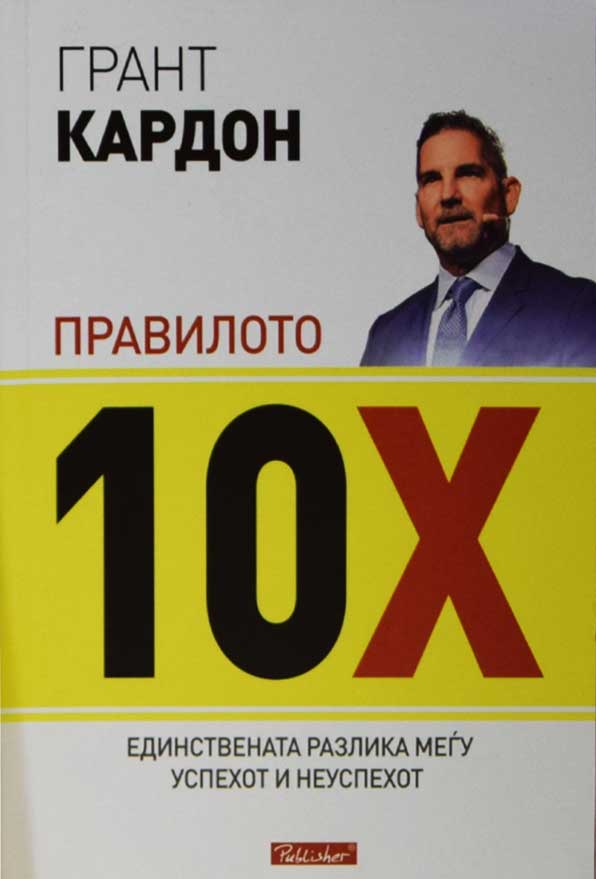 ГРАНТ
КАРДОН
ПРАВИЛОТО
10X
ЕДИНСТВЕНАТА РАЗЛИКА МЕЃУ
УСПЕХОТ И НЕУСПЕХОТ
Publisher®